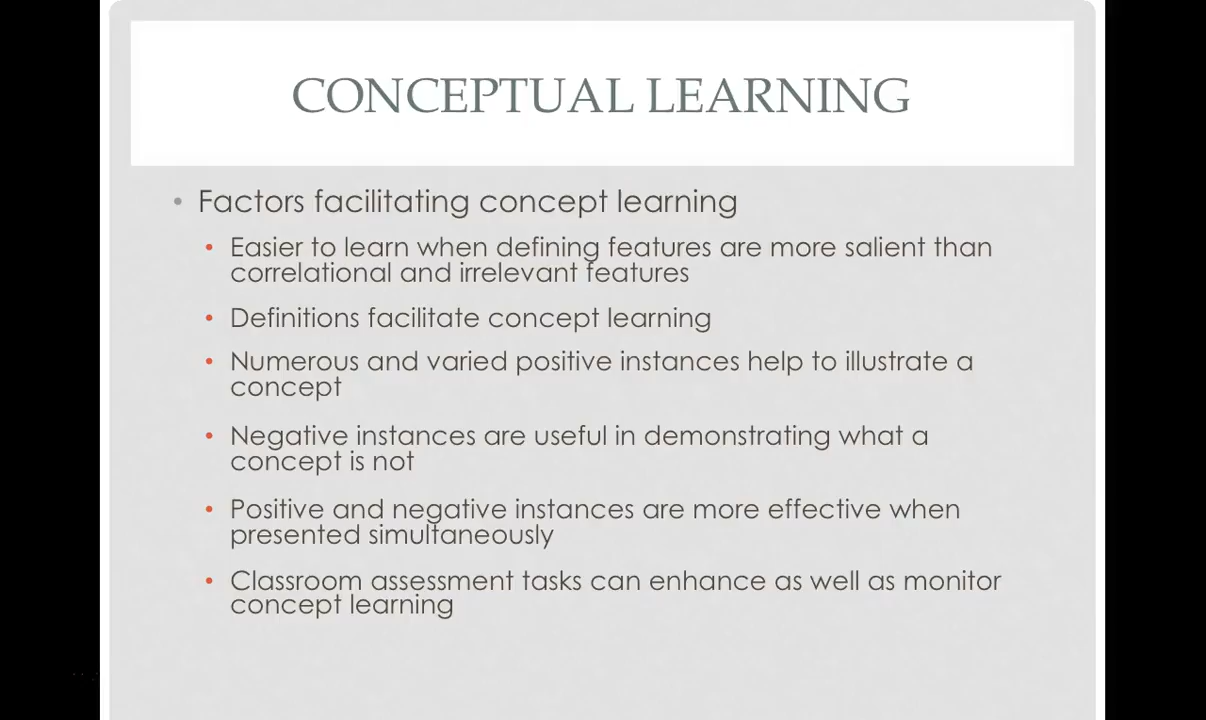 CONCEPTUAL LEARNING
• Factors facilitating concept learning
• Easier to learn when defining features are more salient than
correlational and irrelevant features
• Definitions facilitate concept learning
• Numerous and varied positive instances help to illustrate a
concept
• Negative instances are useful in demonstrating what a
concept is not
• Positive and negative instances are more effective when
presented simultaneously
• Classroom assessment tasks can enhance as well as monitor
concept learning